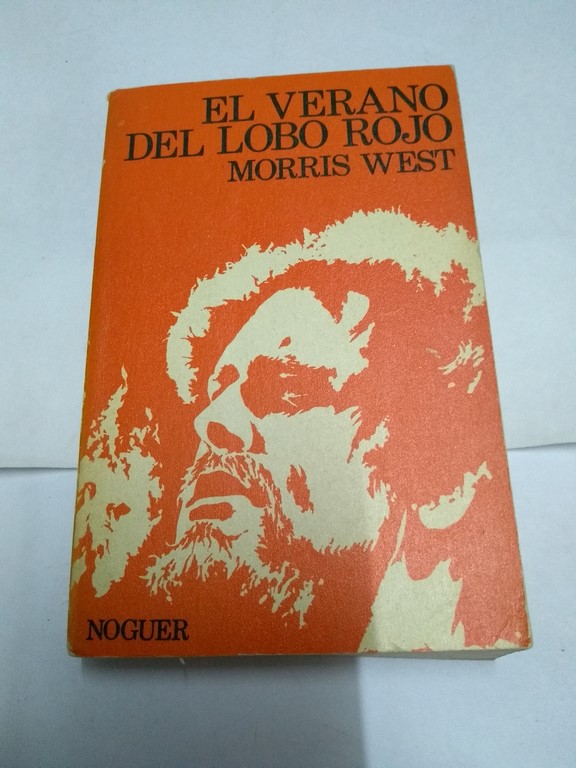 EL VERANO
DEL LOBO ROJO
MORRIS WEST
NOGUER